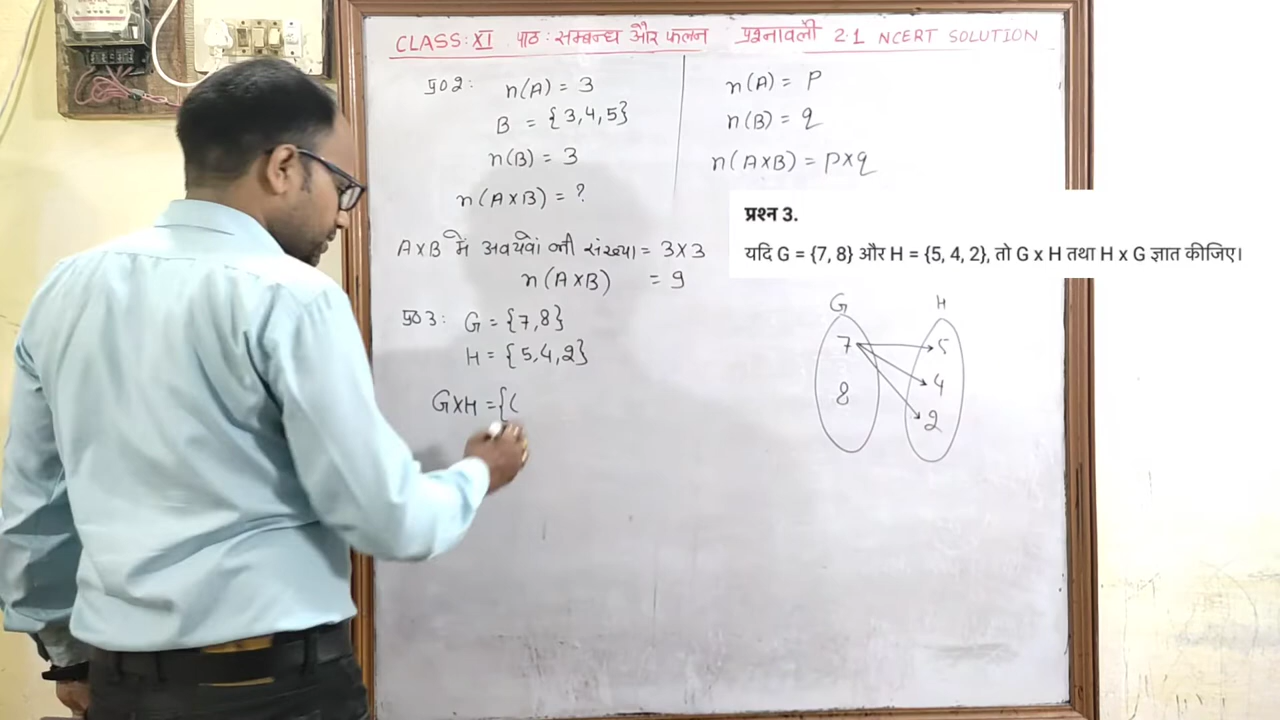 CLASS: XI पाठ: सम्बन्ध और फलन प्रश्नावली 2.1 NCERT SOLUTION
प्र०2: n(A) = 3
B = {3,4,5}
n(B) = 3
n(A×B) = ?
A×B में अवयवों की संख्या = 3×3
n(A×B) = 9
n(A) = p
n(B) = q
n(A×B) = p×q
प्रश्न 3.
यदि G = {7, 8} और H = {5, 4, 2}, तो G x H तथा H x G ज्ञात कीजिए।
प्र०3: G = {7,8}
H = {5,4,2}
G×H = {(
G H
7 5
8 4
2